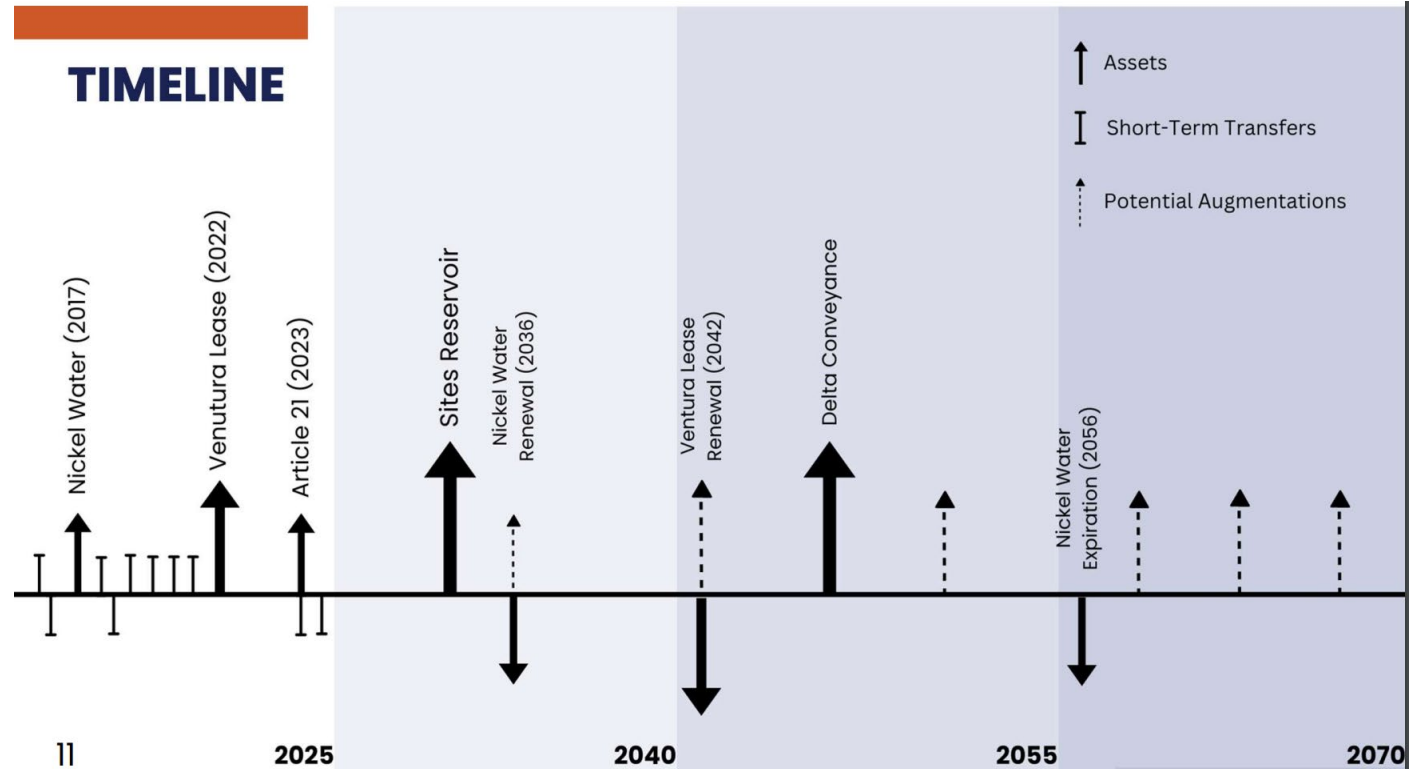 TIMELINE
Assets
Short-Term Transfers
Potential Augmentations
Nickel Water (2017)
Venutura Lease (2022)
Article 21 (2023)
Sites Reservoir
Nickel Water
Renewal (2036)
Ventura Lease
Renewal (2042)
Delta Conveyance
Nickel Water
Expiration (2056)
11
2025
2040
2055
2070